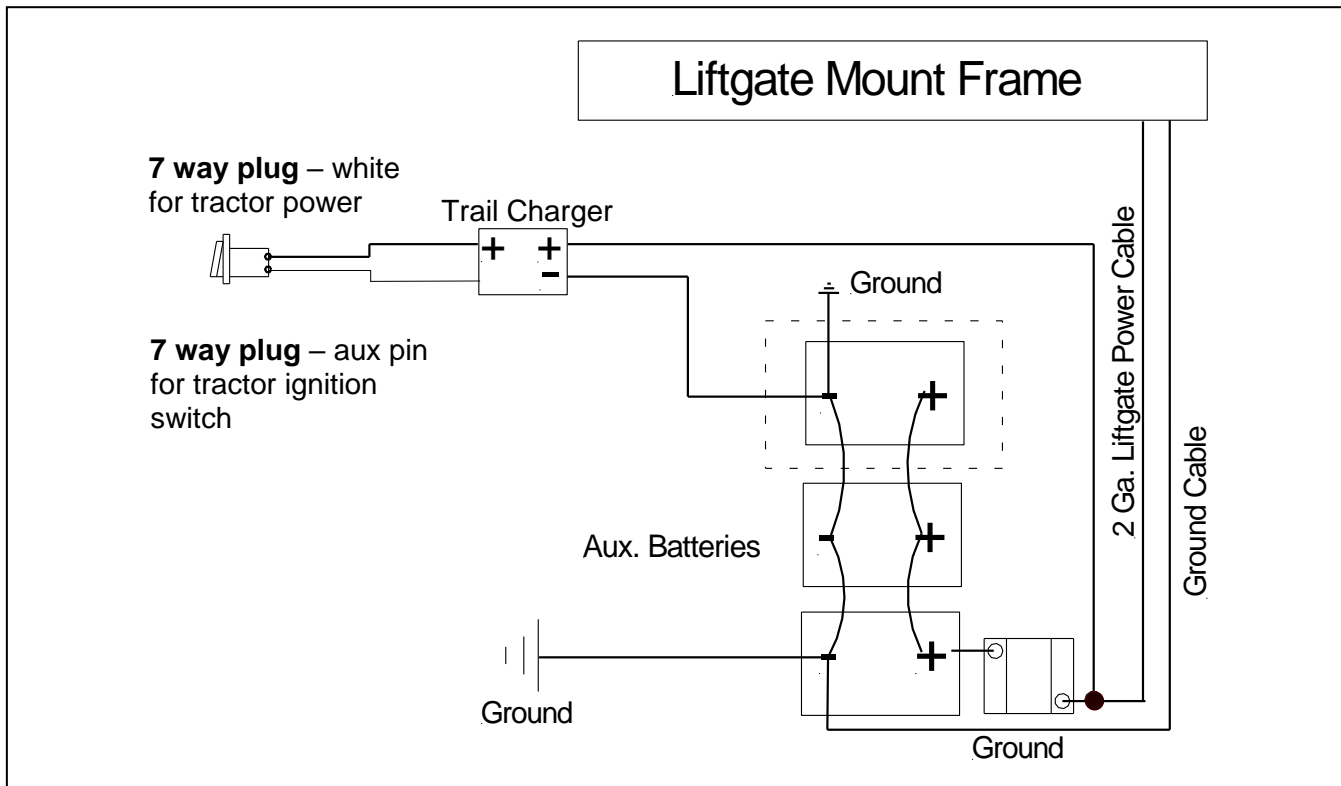 Liftgate Mount Frame
7 way plug – white
for tractor power
Trail Charger
+ + −
7 way plug – aux pin
for tractor ignition
switch
Ground
− +
Aux. Batteries
− +
− +
Ground
Ground
2 Ga. Liftgate Power Cable
Ground Cable